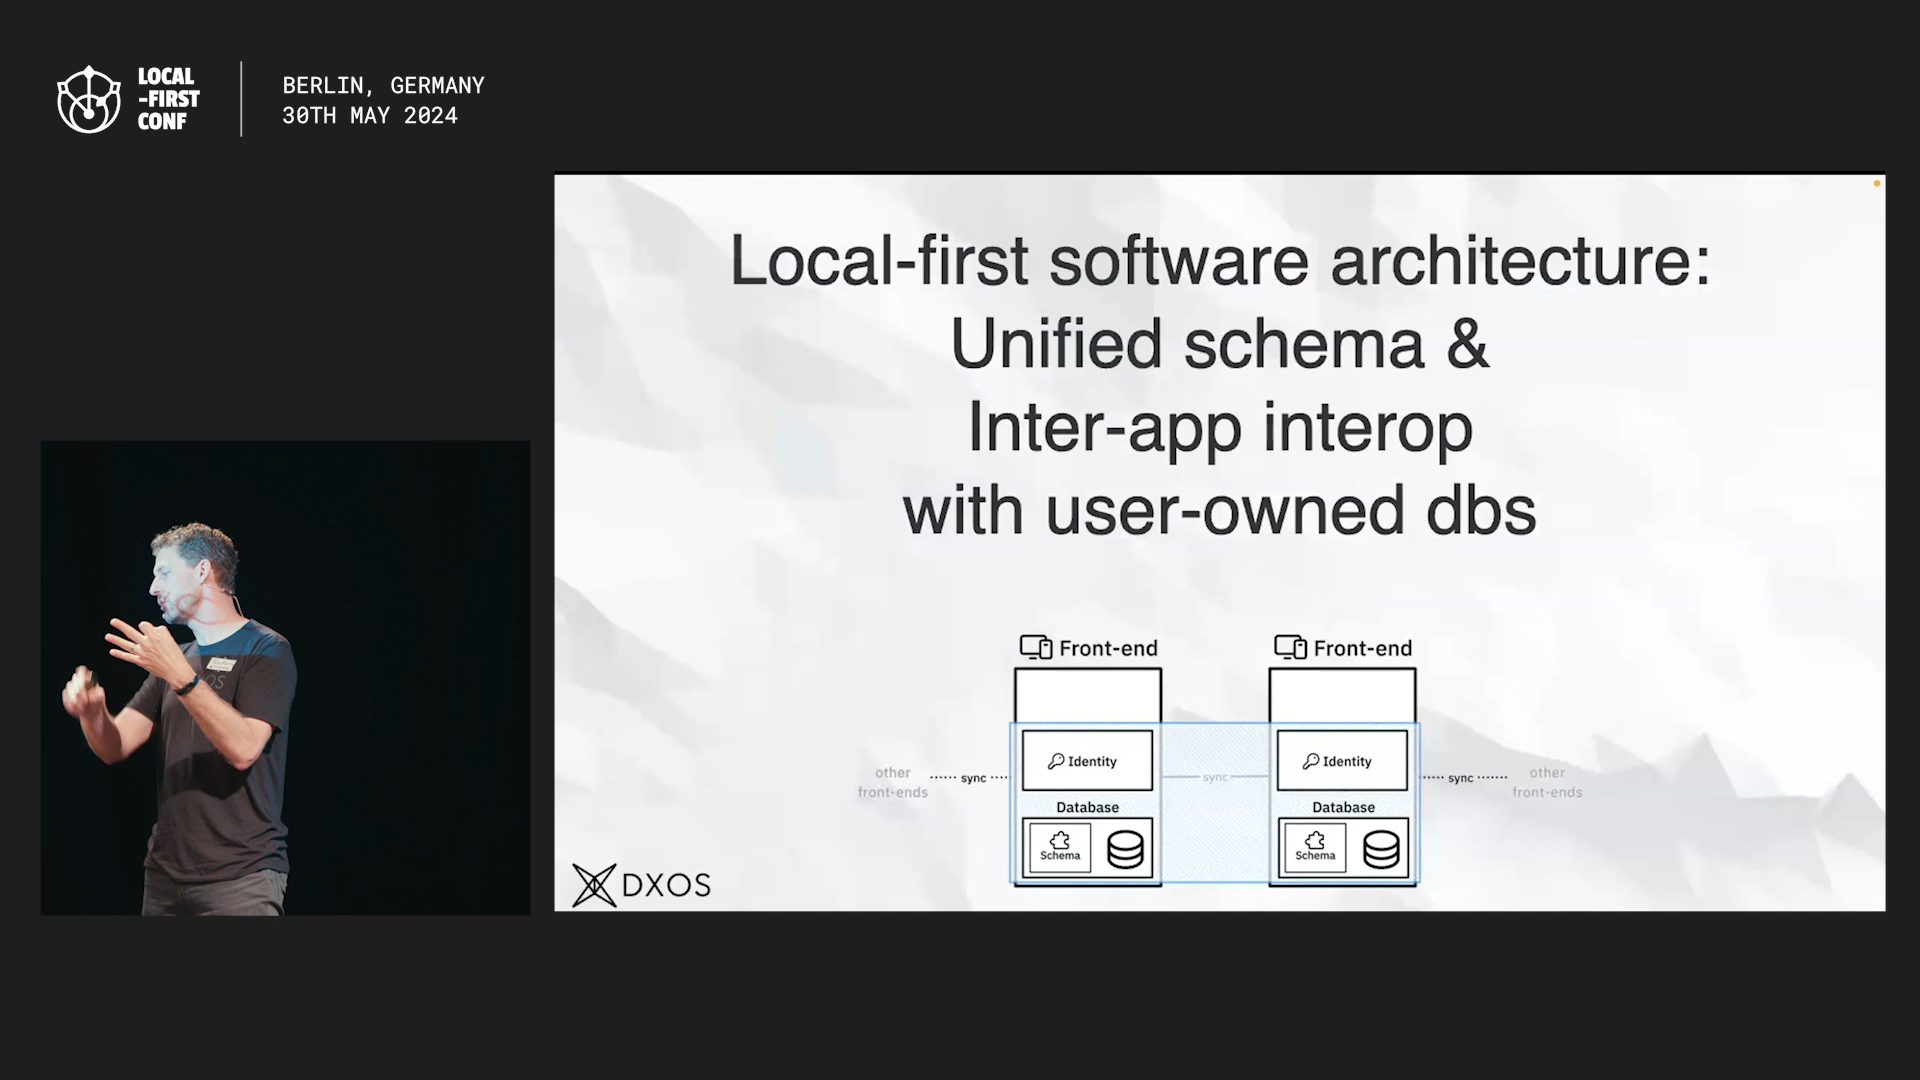 LOCAL
-FIRST
CONF
BERLIN, GERMANY
30TH MAY 2024
Local-first software architecture:
Unified schema &
Inter-app interop
with user-owned dbs
Front-end
Front-end
Identity
Identity
other
front-ends
sync
sync
sync
other
front-ends
Database
Database
Schema
Schema
DXOS